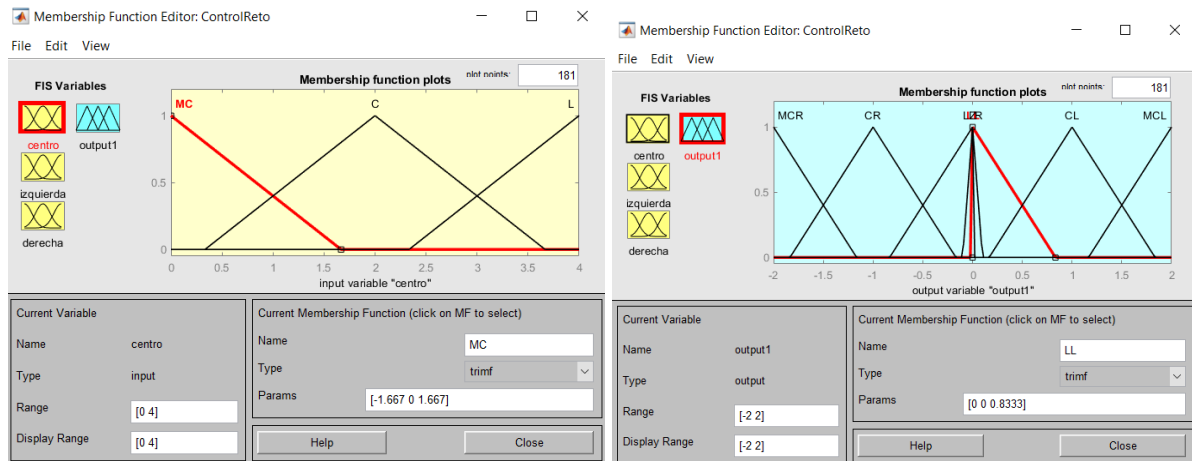 Membership Function Editor: ControlReto
File Edit View
FIS Variables
centro
output1
izquierda
derecha
Membership function plots
plot points: 181
MC C L
1
0.5
0
0 0.5 1 1.5 2 2.5 3 3.5 4
input variable "centro"
Current Variable
Name centro
Type input
Range [0 4]
Display Range [0 4]
Current Membership Function (click on MF to select)
Name MC
Type trimf
Params [-1.667 0 1.667]
Help Close
Membership Function Editor: ControlReto
File Edit View
FIS Variables
centro
output1
izquierda
derecha
Membership function plots
plot points: 181
MCR CR CL MCL
1
0.5
0
-2 -1.5 -1 -0.5 0 0.5 1 1.5 2
output variable "output1"
Current Variable
Name output1
Type output
Range [-2 2]
Display Range [-2 2]
Current Membership Function (click on MF to select)
Name LL
Type trimf
Params [0 0 0.8333]
Help Close